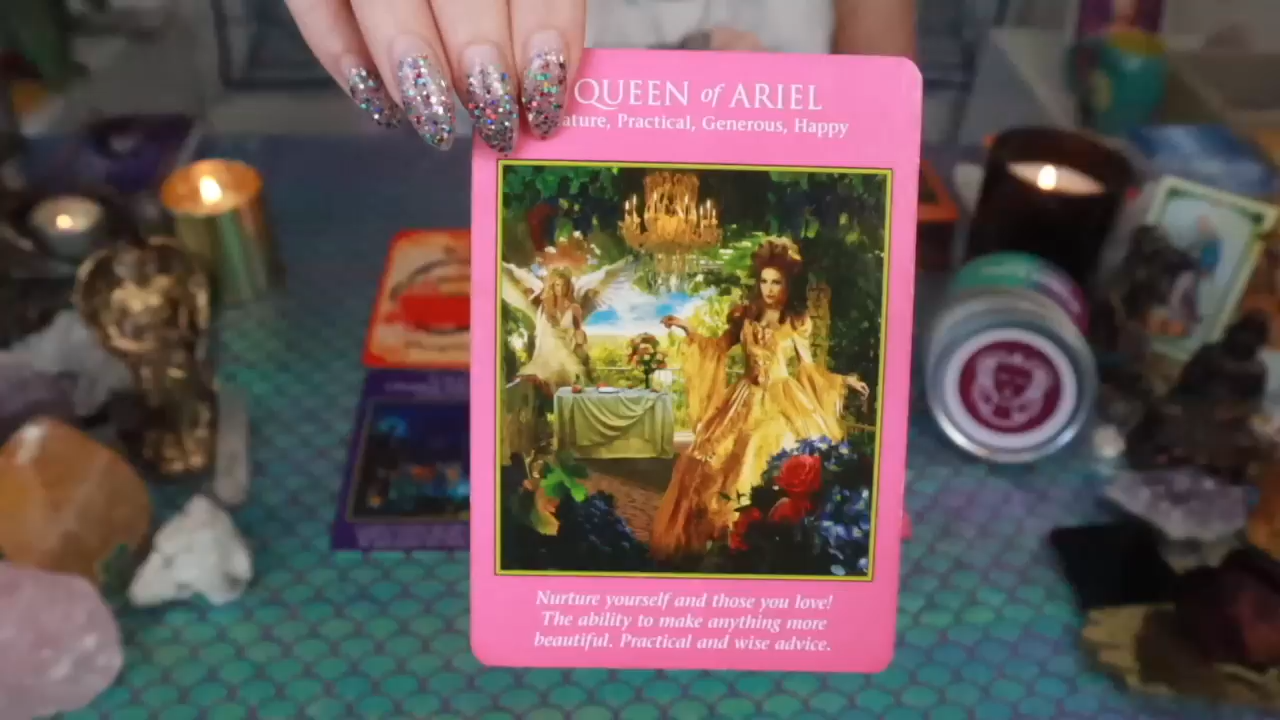 QUEEN of ARIEL
ature, Practical, Generous, Happy
Nurture yourself and those you love!
The ability to make anything more
beautiful. Practical and wise advice.